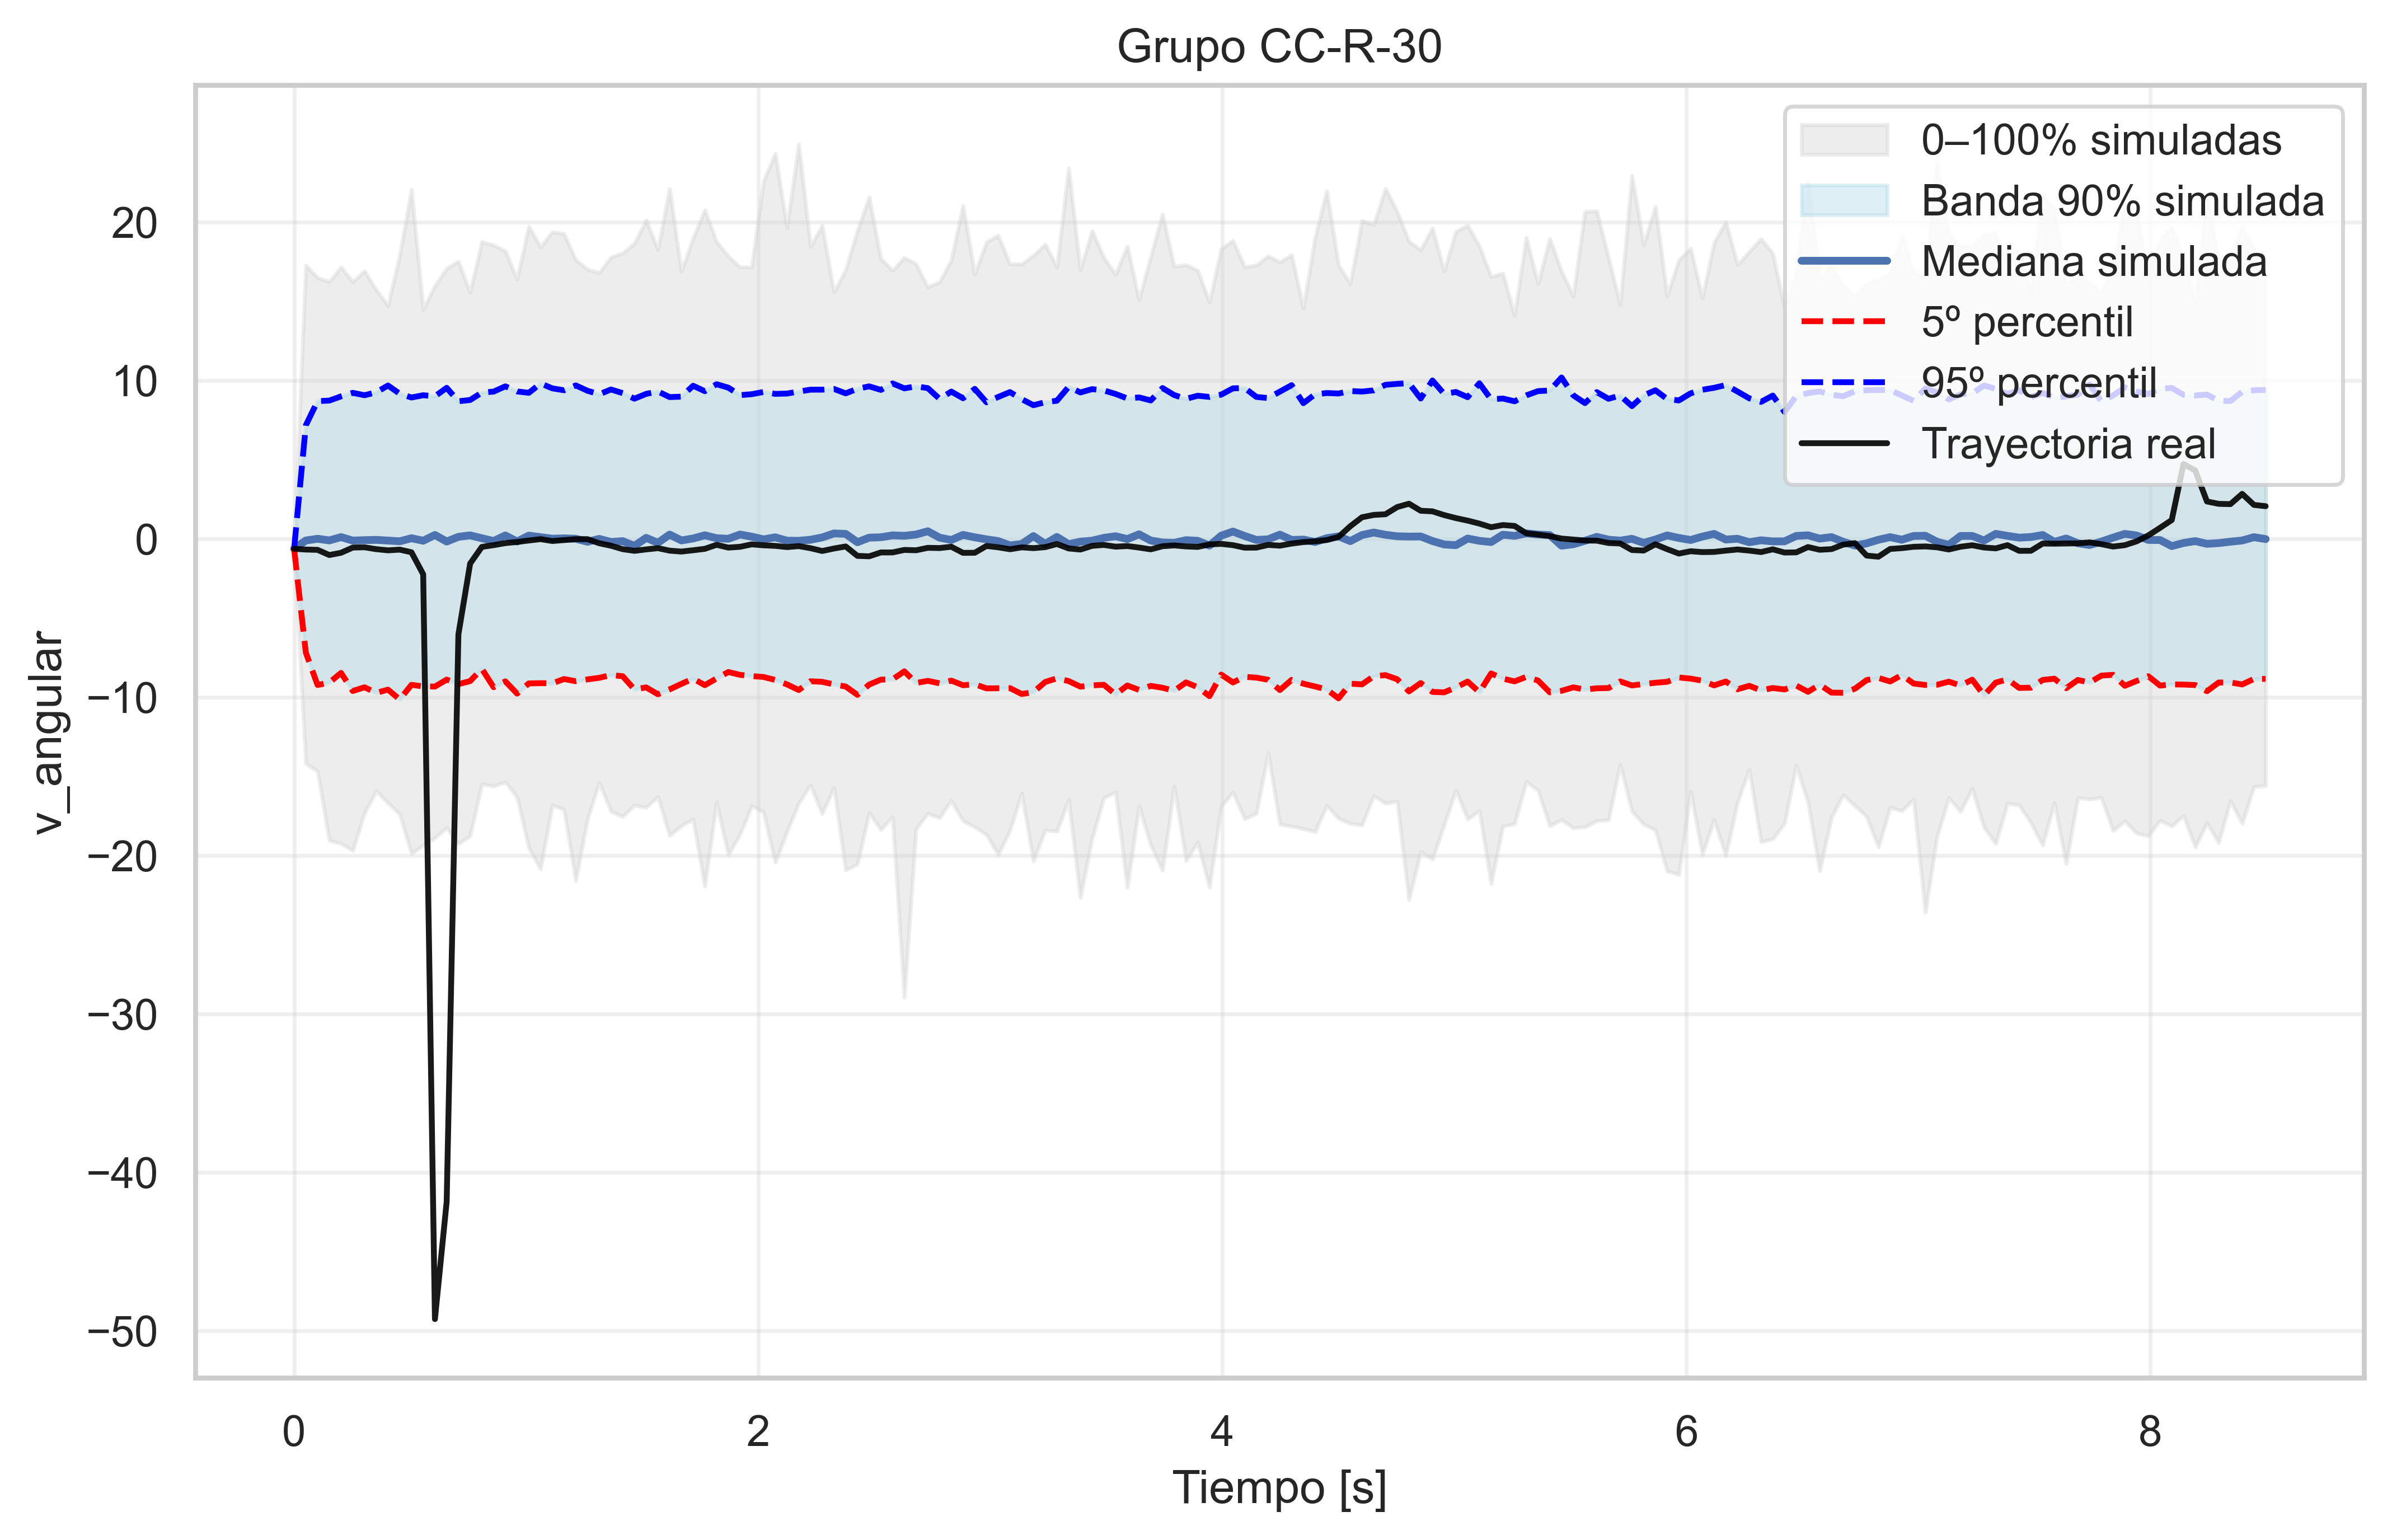 Grupo CC-R-30
0–100% simuladas
Banda 90% simulada
Mediana simulada
5º percentil
95º percentil
Trayectoria real
v_angular
20
10
0
−10
−20
−30
−40
−50
0
2
4
6
8
Tiempo [s]